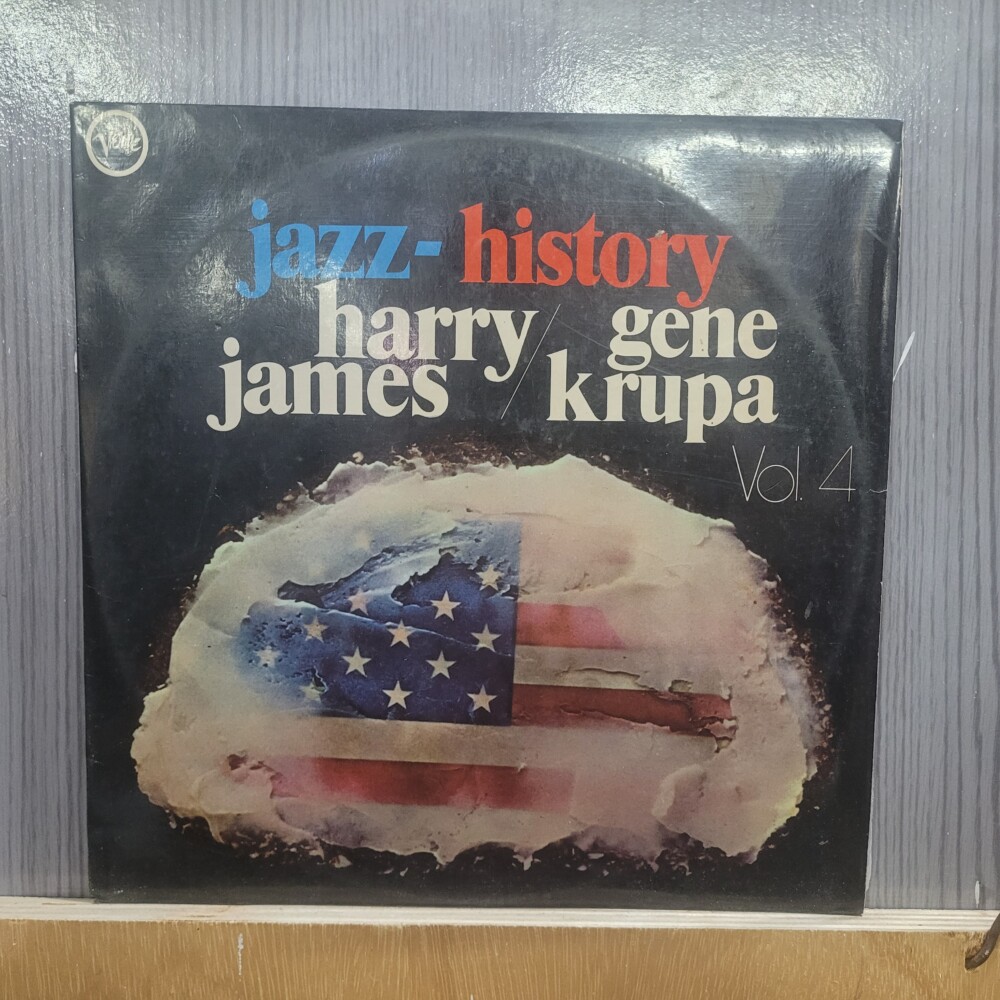 Verve
jazz- history
harry / gene
james / krupa
Vol. 4